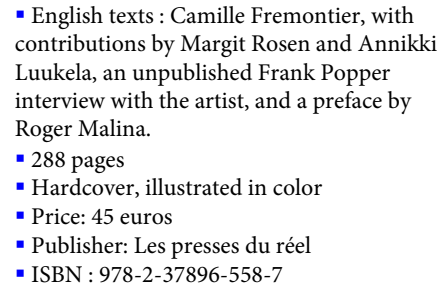 ▪ English texts : Camille Fremontier, with
contributions by Margit Rosen and Annikki
Luukela, an unpublished Frank Popper
interview with the artist, and a preface by
Roger Malina.
▪ 288 pages
▪ Hardcover, illustrated in color
▪ Price: 45 euros
▪ Publisher: Les presses du réel
▪ ISBN : 978-2-37896-558-7